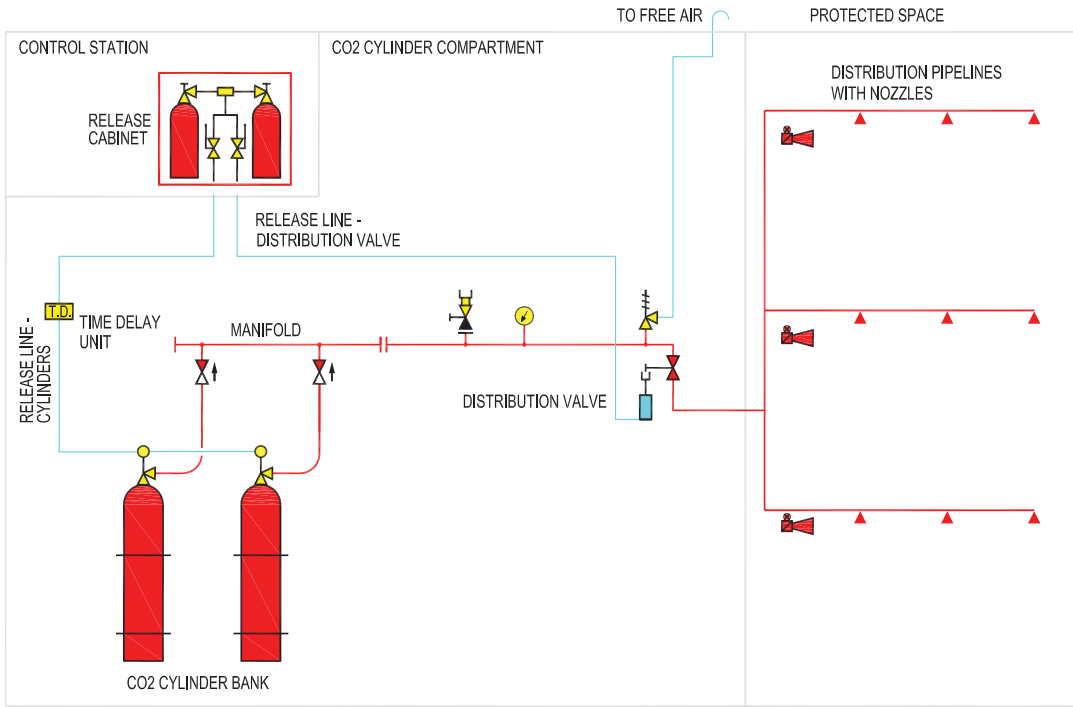 TO FREE AIR
PROTECTED SPACE
CONTROL STATION
CO2 CYLINDER COMPARTMENT
DISTRIBUTION PIPELINES
WITH NOZZLES
RELEASE
CABINET
RELEASE LINE -
DISTRIBUTION VALVE
T.D.
TIME DELAY
UNIT
MANIFOLD
RELEASE LINE -
CYLINDERS
DISTRIBUTION VALVE
CO2 CYLINDER BANK